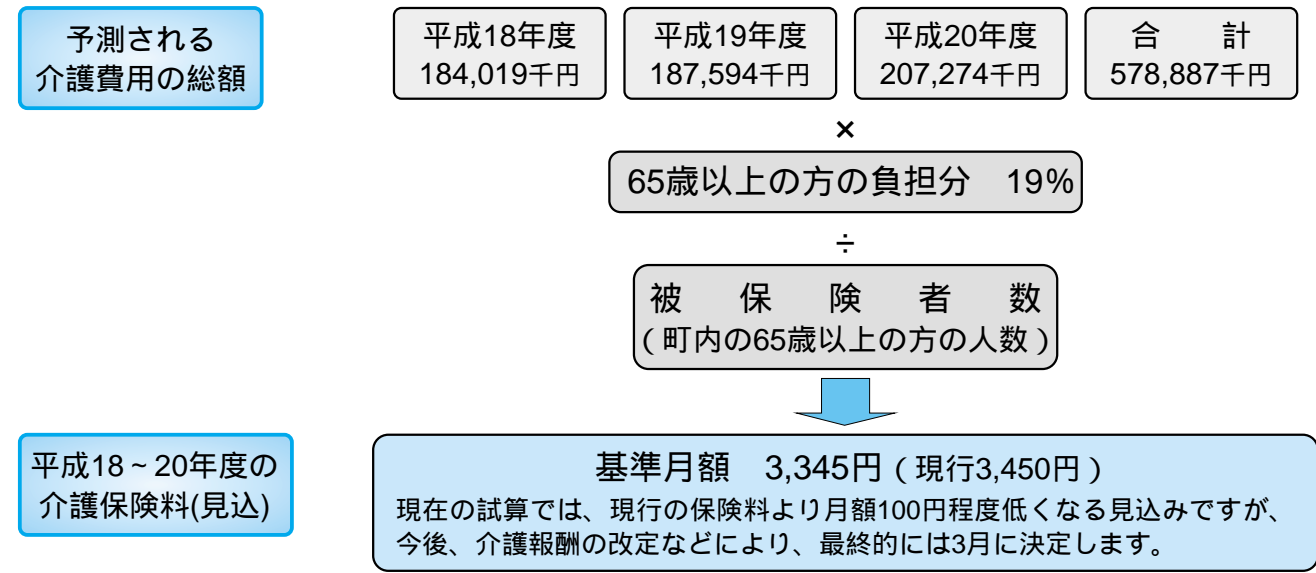 予測される
介護費用の総額
平成18年度
184,019千円
平成19年度
187,594千円
平成20年度
207,274千円
合　　計
578,887千円
×
65歳以上の方の負担分　19%
÷
被　保　険　者　数
(町内の65歳以上の方の人数)
平成18~20年度の
介護保険料(見込)
基準月額　3,345円(現行3,450円)
現在の試算では、現行の保険料より月額100円程度低くなる見込みですが、
今後、介護報酬の改定などにより、最終的には3月に決定します。